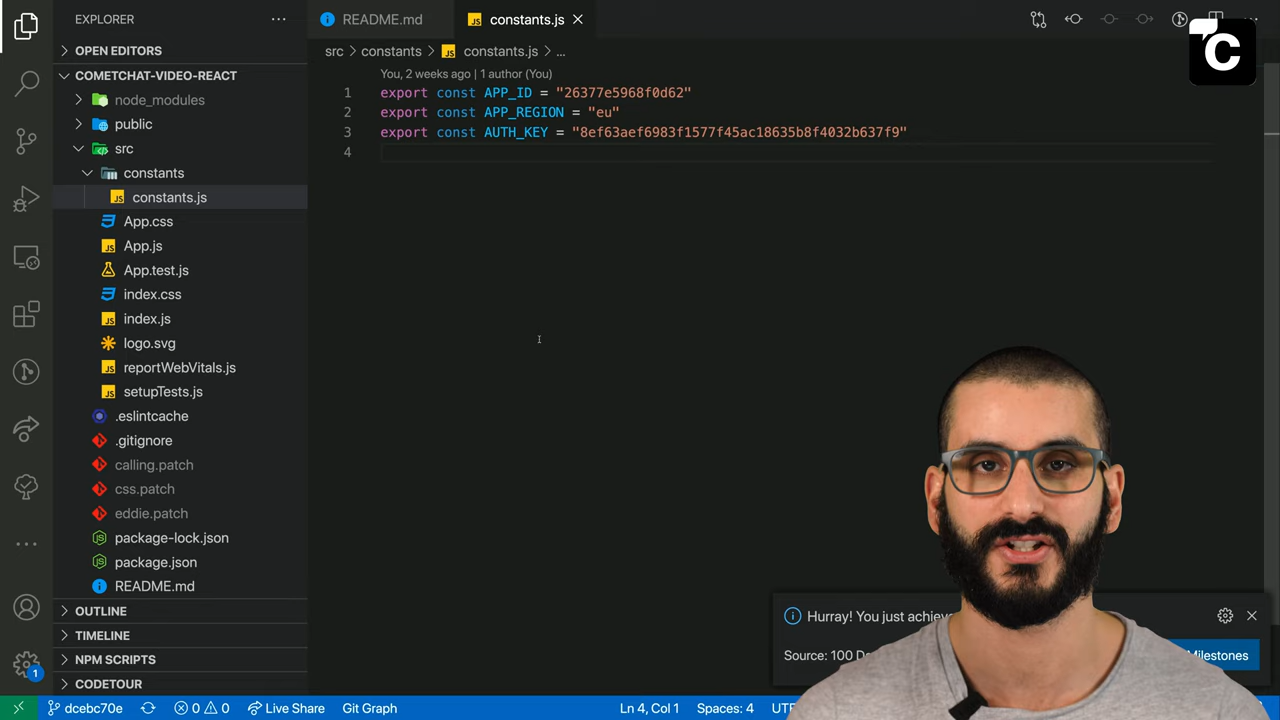 EXPLORER
README.md
constants.js
OPEN EDITORS
src
constants
constants.js
...
COMETCHAT-VIDEO-REACT
You, 2 weeks ago | 1 author (You)
node_modules
1 export const APP_ID = "26377e5968f0d62"
public
2 export const APP_REGION = "eu"
3 export const AUTH_KEY = "8ef63aef6983f1577f45ac18635b8f4032b637f9"
src
4
constants
constants.js
App.css
App.js
App.test.js
index.css
index.js
logo.svg
reportWebVitals.js
setupTests.js
.eslintcache
.gitignore
calling.patch
css.patch
eddie.patch
package-lock.json
package.json
README.md
OUTLINE
TIMELINE
NPM SCRIPTS
CODETOUR
Hurray! You just
Source: 100
Milestones
1
dcebc70e
0
0
Live Share
Git Graph
Ln 4, Col 1
Spaces: 4
C